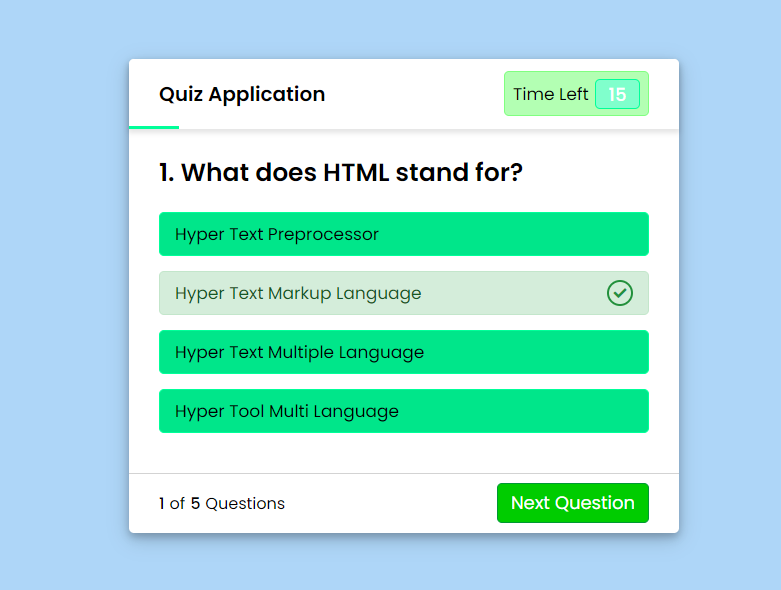 Quiz Application
Time Left 15
1. What does HTML stand for?
Hyper Text Preprocessor
Hyper Text Markup Language
Hyper Text Multiple Language
Hyper Tool Multi Language
1 of 5 Questions
Next Question